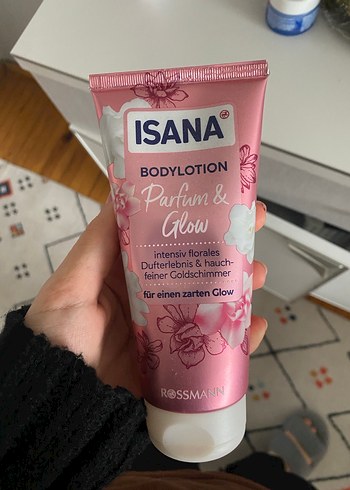 ISANA
BODYLOTION
Parfum &
Glow
intensiv florales
Dufterlebnis & hauch-
feiner Goldschimmer
für einen zarten Glow
ROSSMANN